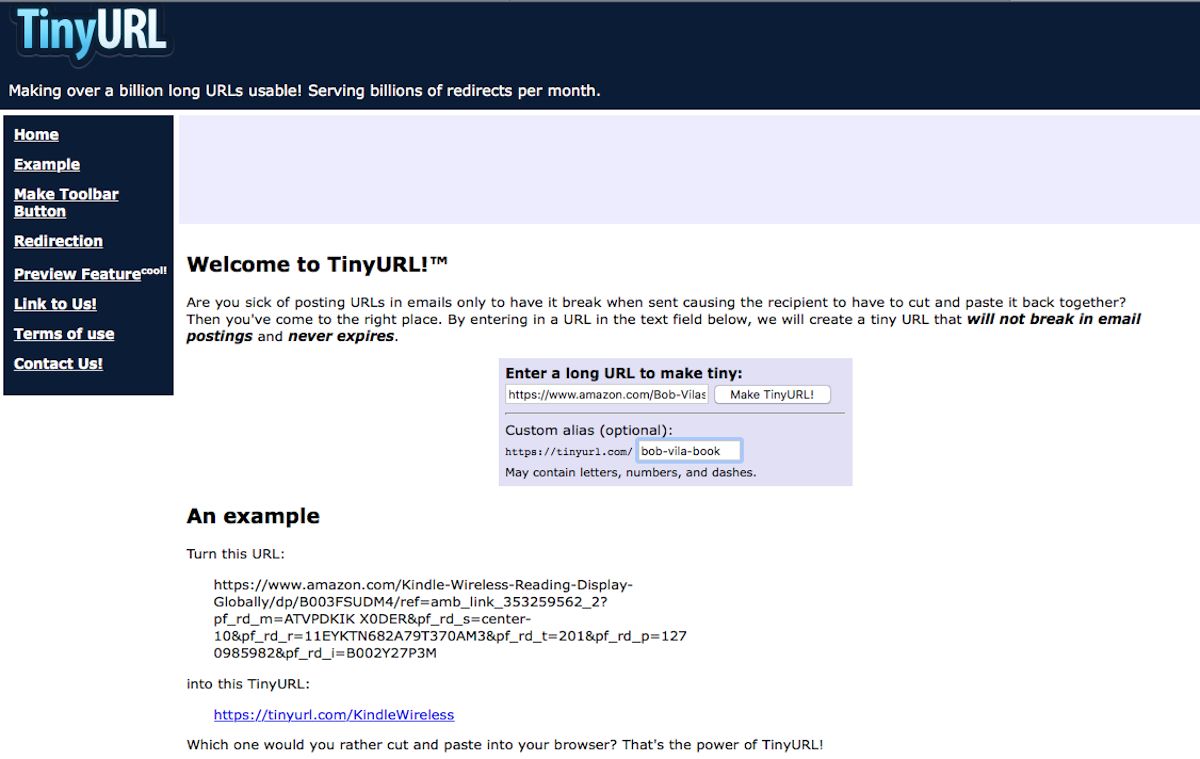 TinyURL
Making over a billion long URLs usable! Serving billions of redirects per month.
Home
Example
Make Toolbar
Button
Redirection
Preview Featurecool!
Link to Us!
Terms of use
Contact Us!
Welcome to TinyURL!™
Are you sick of posting URLs in emails only to have it break when sent causing the recipient to have to cut and paste it back together?
Then you've come to the right place. By entering in a URL in the text field below, we will create a tiny URL that will not break in email
postings and never expires.
Enter a long URL to make tiny:
https://www.amazon.com/Bob-Vilas Make TinyURL!
Custom alias (optional):
https://tinyurl.com/ bob-vila-book
May contain letters, numbers, and dashes.
An example
Turn this URL:
https://www.amazon.com/Kindle-Wireless-Reading-Display-
Globally/dp/B003FSUDM4/ref=amb_link_353259562_2?
pf_rd_m=ATVPDKIK X0DER&pf_rd_s=center-
10&pf_rd_r=11EYKTN682A79T370AM3&pf_rd_t=201&pf_rd_p=127
0985982&pf_rd_i=B002Y27P3M
into this TinyURL:
https://tinyurl.com/KindleWireless
Which one would you rather cut and paste into your browser? That's the power of TinyURL!